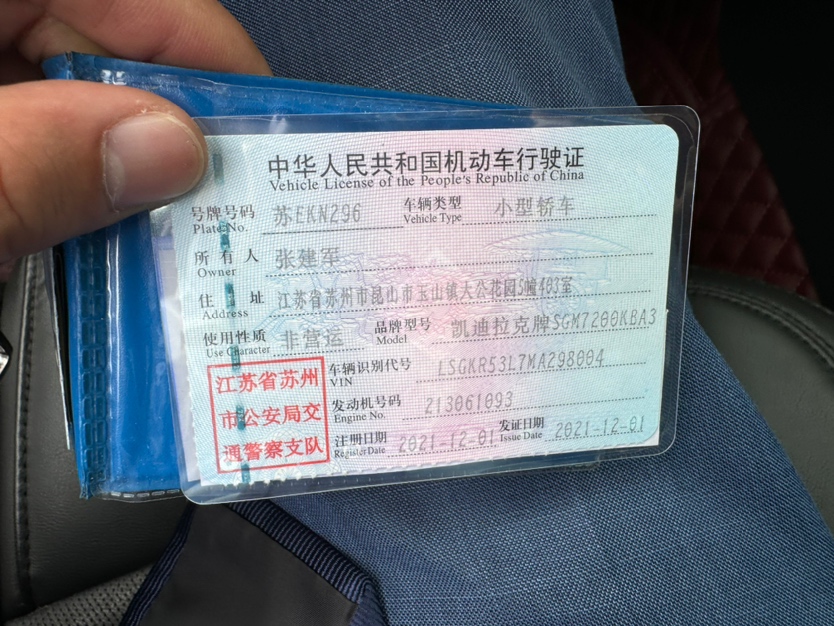 中华人民共和国机动车行驶证
Vehicle License of the People's Republic of China
号牌号码 苏EKN296 车辆类型 小型轿车
Plate No. Vehicle Type
所有人 张建军
Owner
住址 江苏省苏州市昆山市玉山镇大公花园5幢403室
Address
使用性质 非营运 品牌型号 凯迪拉克牌SGM7200KBA3
Use Character Model
江苏省苏州
市公安局交
通警察支队
车辆识别代号 LSGKR53L7MA298004
VIN
发动机号码 213061093
Engine No.
注册日期 2021-12-01 发证日期 2021-12-01
Register Date Issue Date